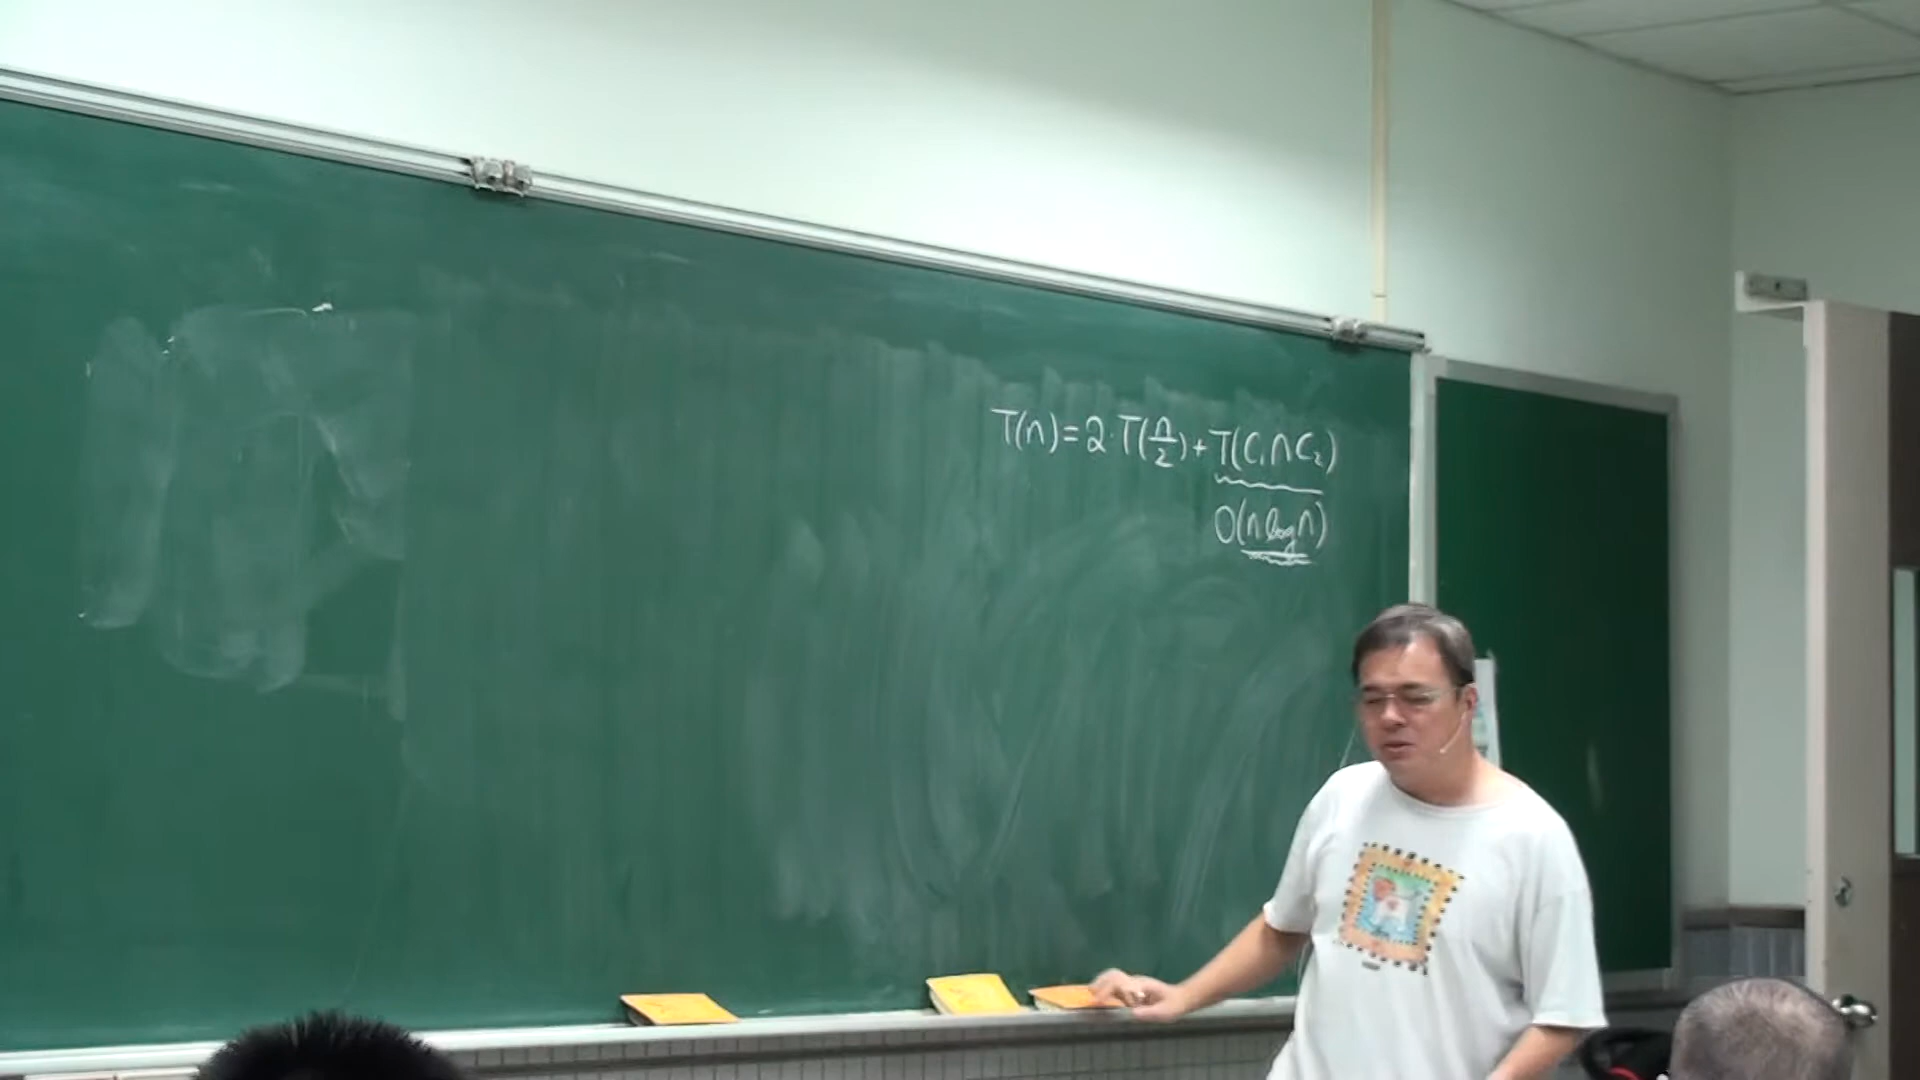 T(n)=2·T(n/2)+T(C₁∩C₂)
O(n log n)